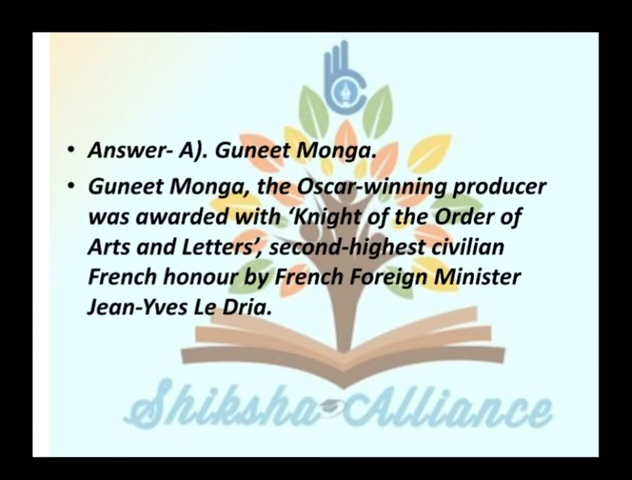 • Answer- A). Guneet Monga.
• Guneet Monga, the Oscar-winning producer
was awarded with ‘Knight of the Order of
Arts and Letters’, second-highest civilian
French honour by French Foreign Minister
Jean-Yves Le Dria.
Shiksha Alliance